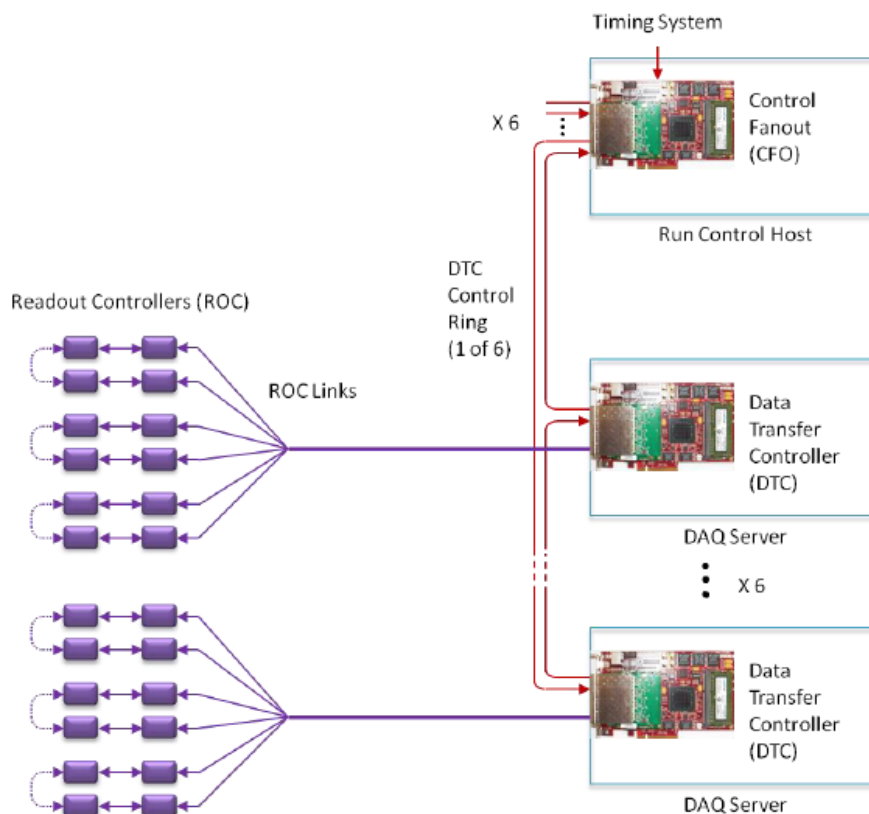 Timing System
Control
Fanout
(CFO)
X 6
Run Control Host
DTC
Control
Ring
(1 of 6)
Readout Controllers (ROC)
ROC Links
Data
Transfer
Controller
(DTC)
DAQ Server
X 6
Data
Transfer
Controller
(DTC)
DAQ Server